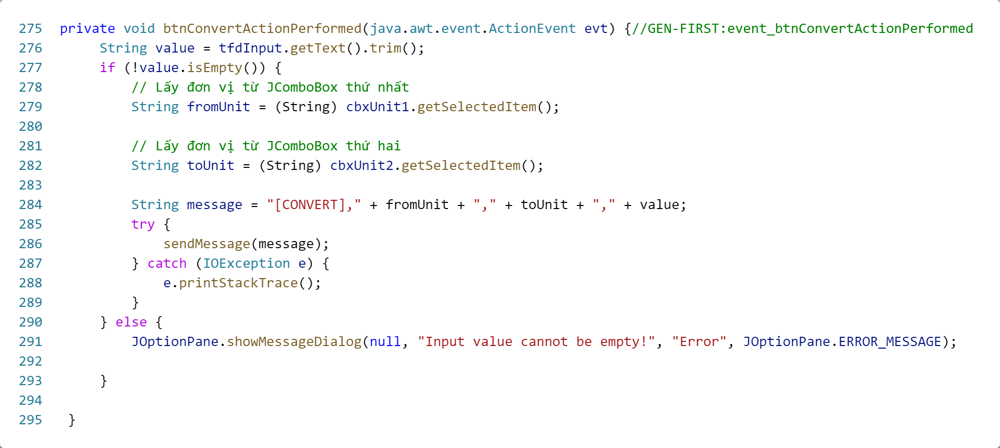 275 private void btnConvertActionPerformed(java.awt.event.ActionEvent evt) {//GEN-FIRST:event_btnConvertActionPerformed
276 String value = tfdInput.getText().trim();
277 if (!value.isEmpty()) {
278 // Lấy đơn vị từ JComboBox thứ nhất
279 String fromUnit = (String) cbxUnit1.getSelectedItem();
280
281 // Lấy đơn vị từ JComboBox thứ hai
282 String toUnit = (String) cbxUnit2.getSelectedItem();
283
284 String message = "[CONVERT]," + fromUnit + "," + toUnit + "," + value;
285 try {
286 sendMessage(message);
287 } catch (IOException e) {
288 e.printStackTrace();
289 }
290 } else {
291 JOptionPane.showMessageDialog(null, "Input value cannot be empty!", "Error", JOptionPane.ERROR_MESSAGE);
292
293 }
294
295 }